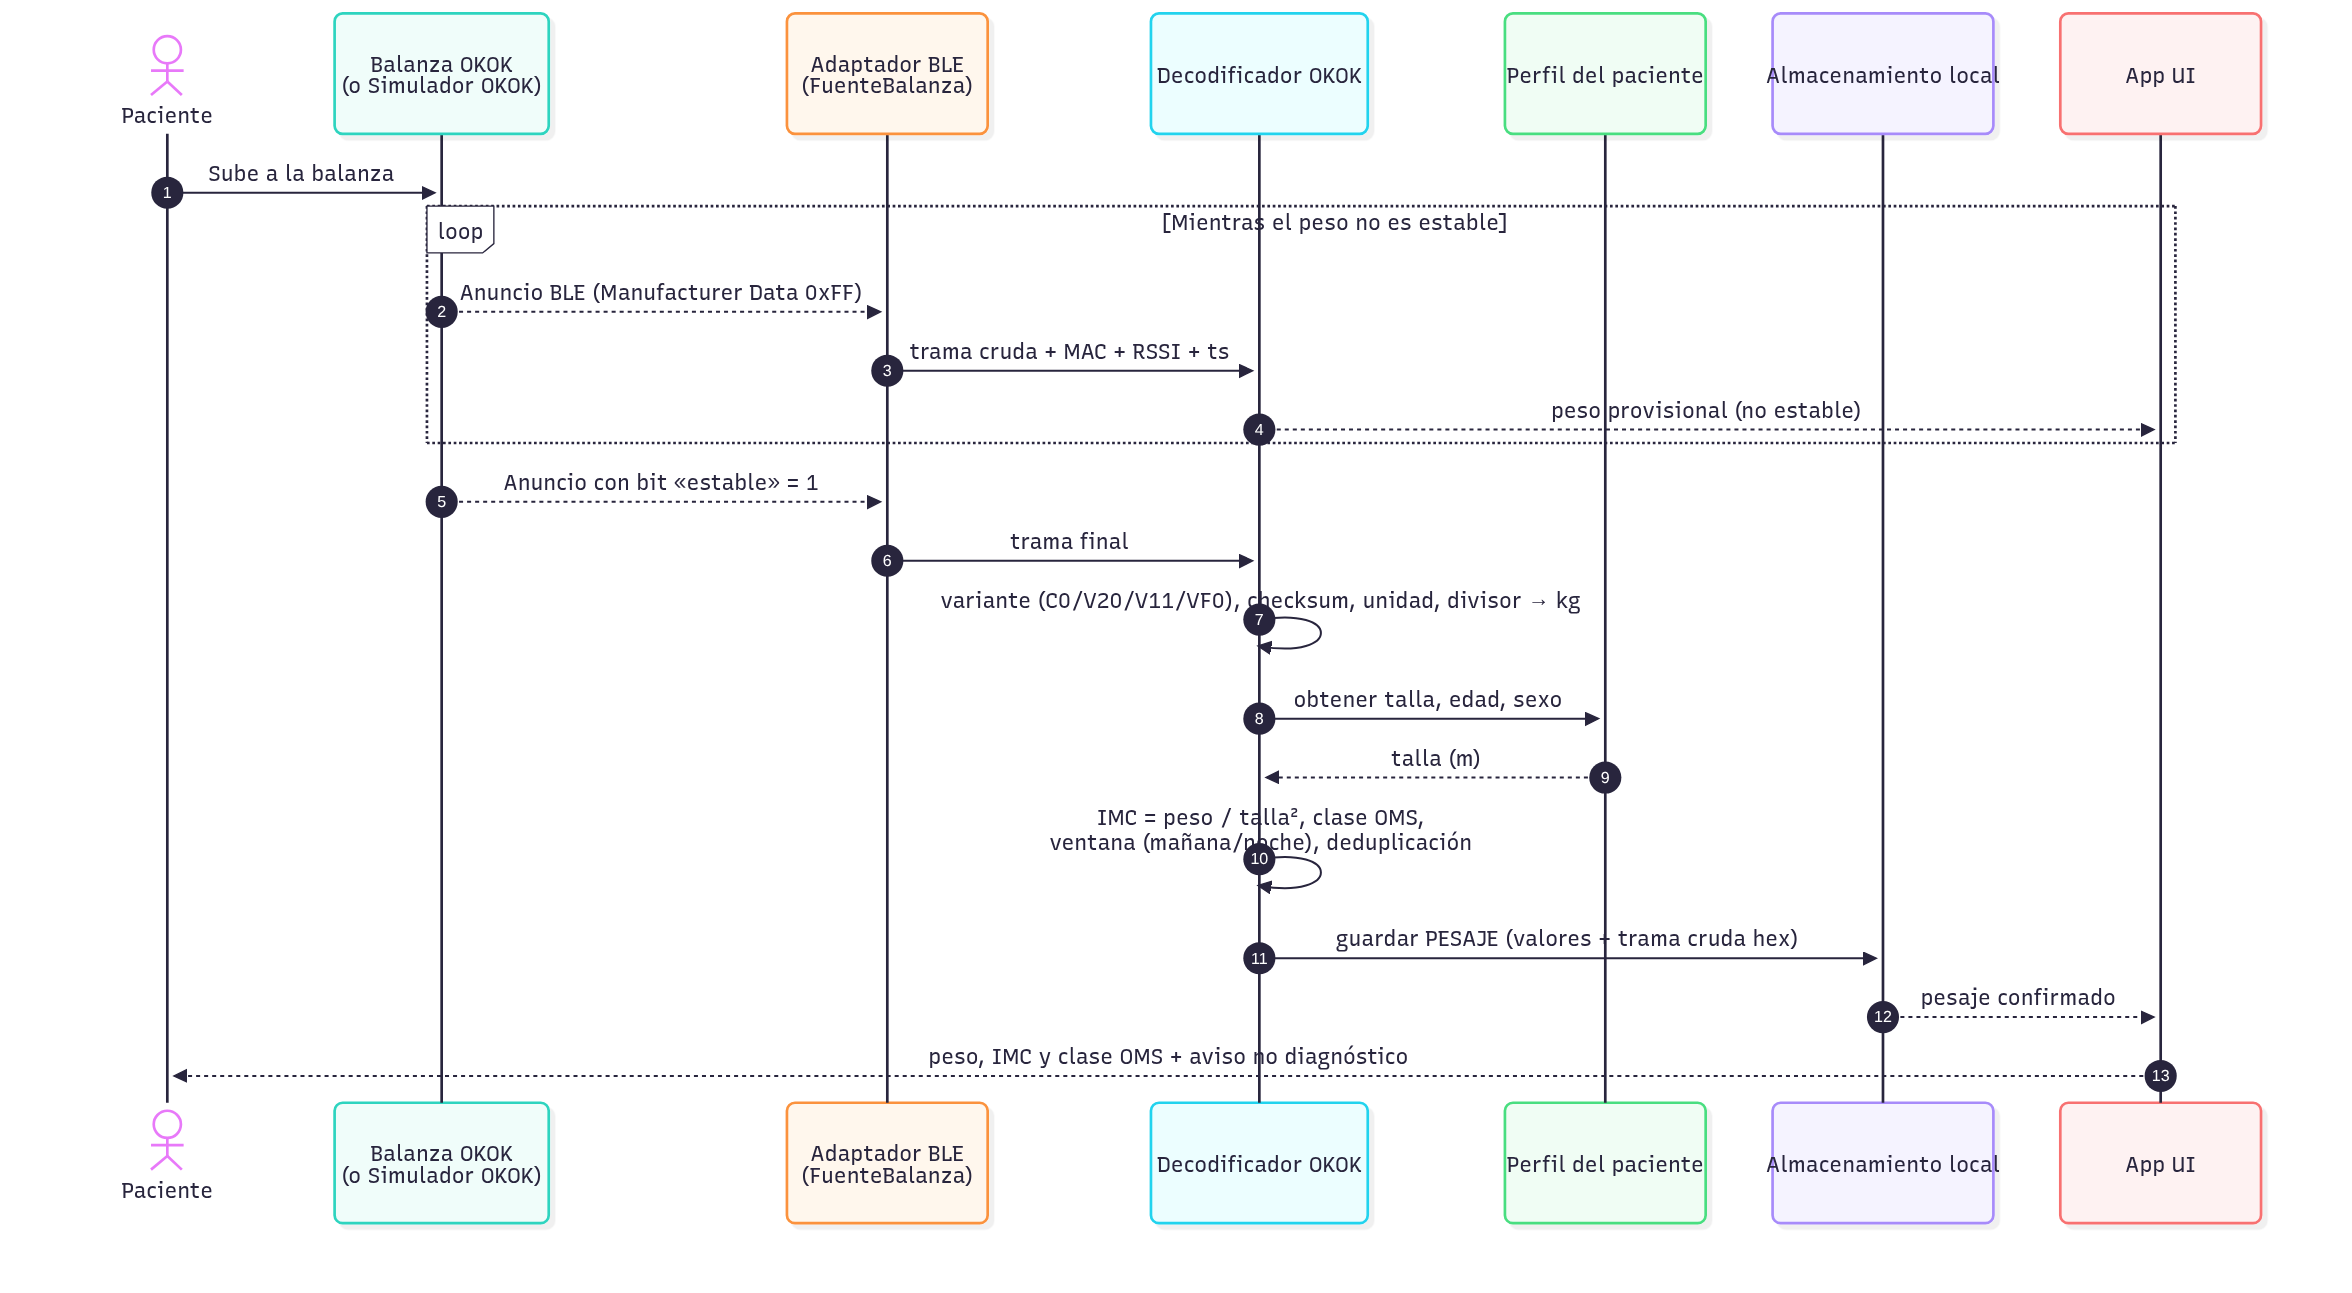 Balanza OKOK
(o Simulador OKOK)
Adaptador BLE
(FuenteBalanza)
Decodificador OKOK
Perfil del paciente
Almacenamiento local
App UI
Paciente
Sube a la balanza
1
loop
[Mientras el peso no es estable]
Anuncio BLE (Manufacturer Data 0xFF)
2
trama cruda + MAC + RSSI + ts
3
peso provisional (no estable)
4
Anuncio con bit «estable» = 1
5
trama final
6
variante (C0/V20/V11/VF0), checksum, unidad, divisor → kg
7
obtener talla, edad, sexo
8
talla (m)
9
IMC = peso / talla², clase OMS,
ventana (mañana/noche), deduplicación
10
guardar PESAJE (valores + trama cruda hex)
11
pesaje confirmado
12
peso, IMC y clase OMS + aviso no diagnóstico
13
Balanza OKOK
(o Simulador OKOK)
Adaptador BLE
(FuenteBalanza)
Decodificador OKOK
Perfil del paciente
Almacenamiento local
App UI
Paciente